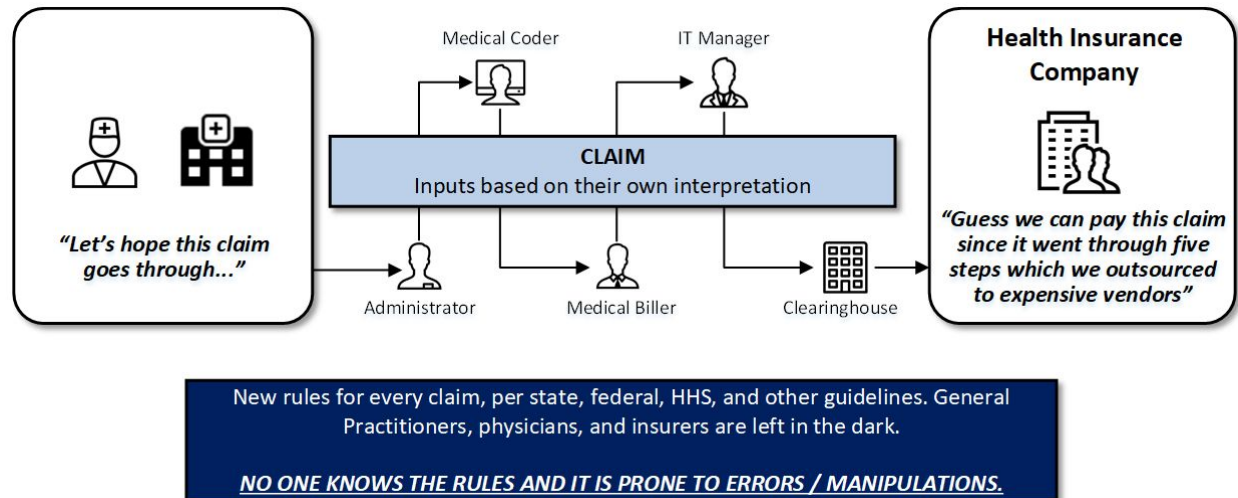 Medical Coder
IT Manager
Health Insurance
Company
CLAIM
Inputs based on their own interpretation
“Let’s hope this claim
goes through...”
“Guess we can pay this claim
since it went through five
steps which we outsourced
to expensive vendors”
Administrator
Medical Biller
Clearinghouse
New rules for every claim, per state, federal, HHS, and other guidelines. General
Practitioners, physicians, and insurers are left in the dark.
NO ONE KNOWS THE RULES AND IT IS PRONE TO ERRORS / MANIPULATIONS.